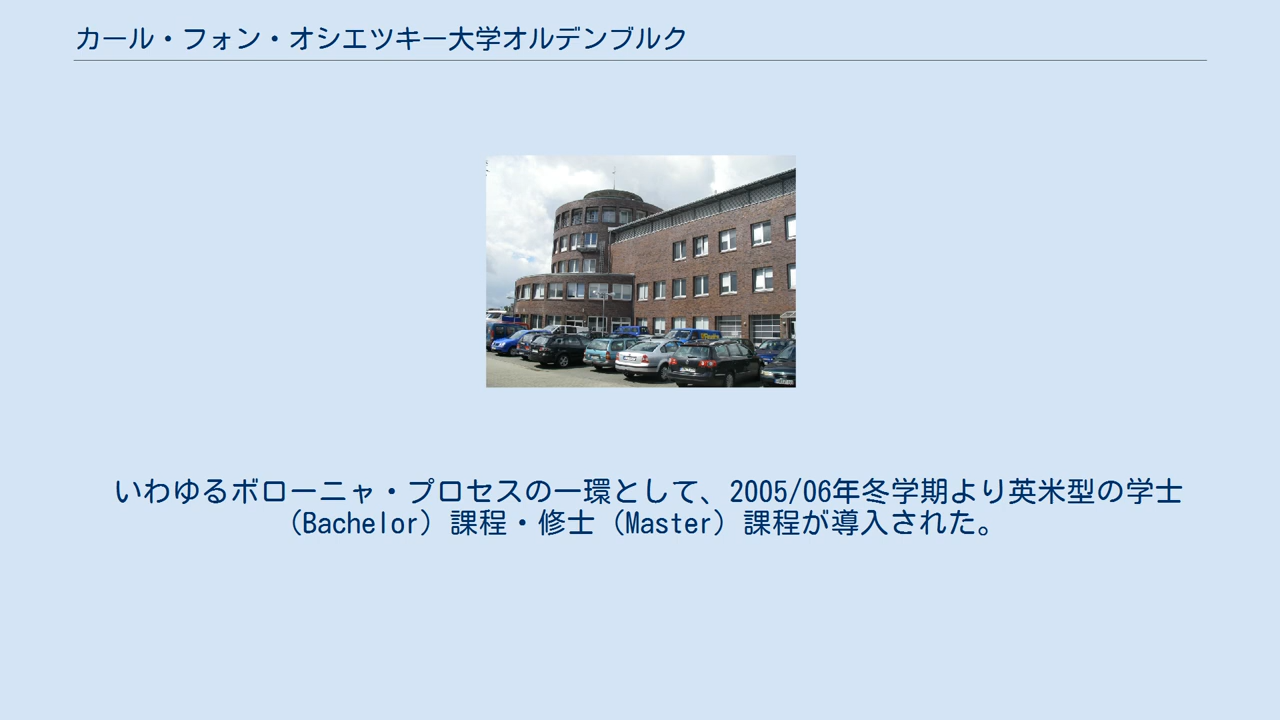 カール・フォン・オシエツキー大学オルデンブルク
いわゆるボローニャ・プロセスの一環として、2005/06年冬学期より英米型の学士
（Bachelor）課程・修士（Master）課程が導入された。